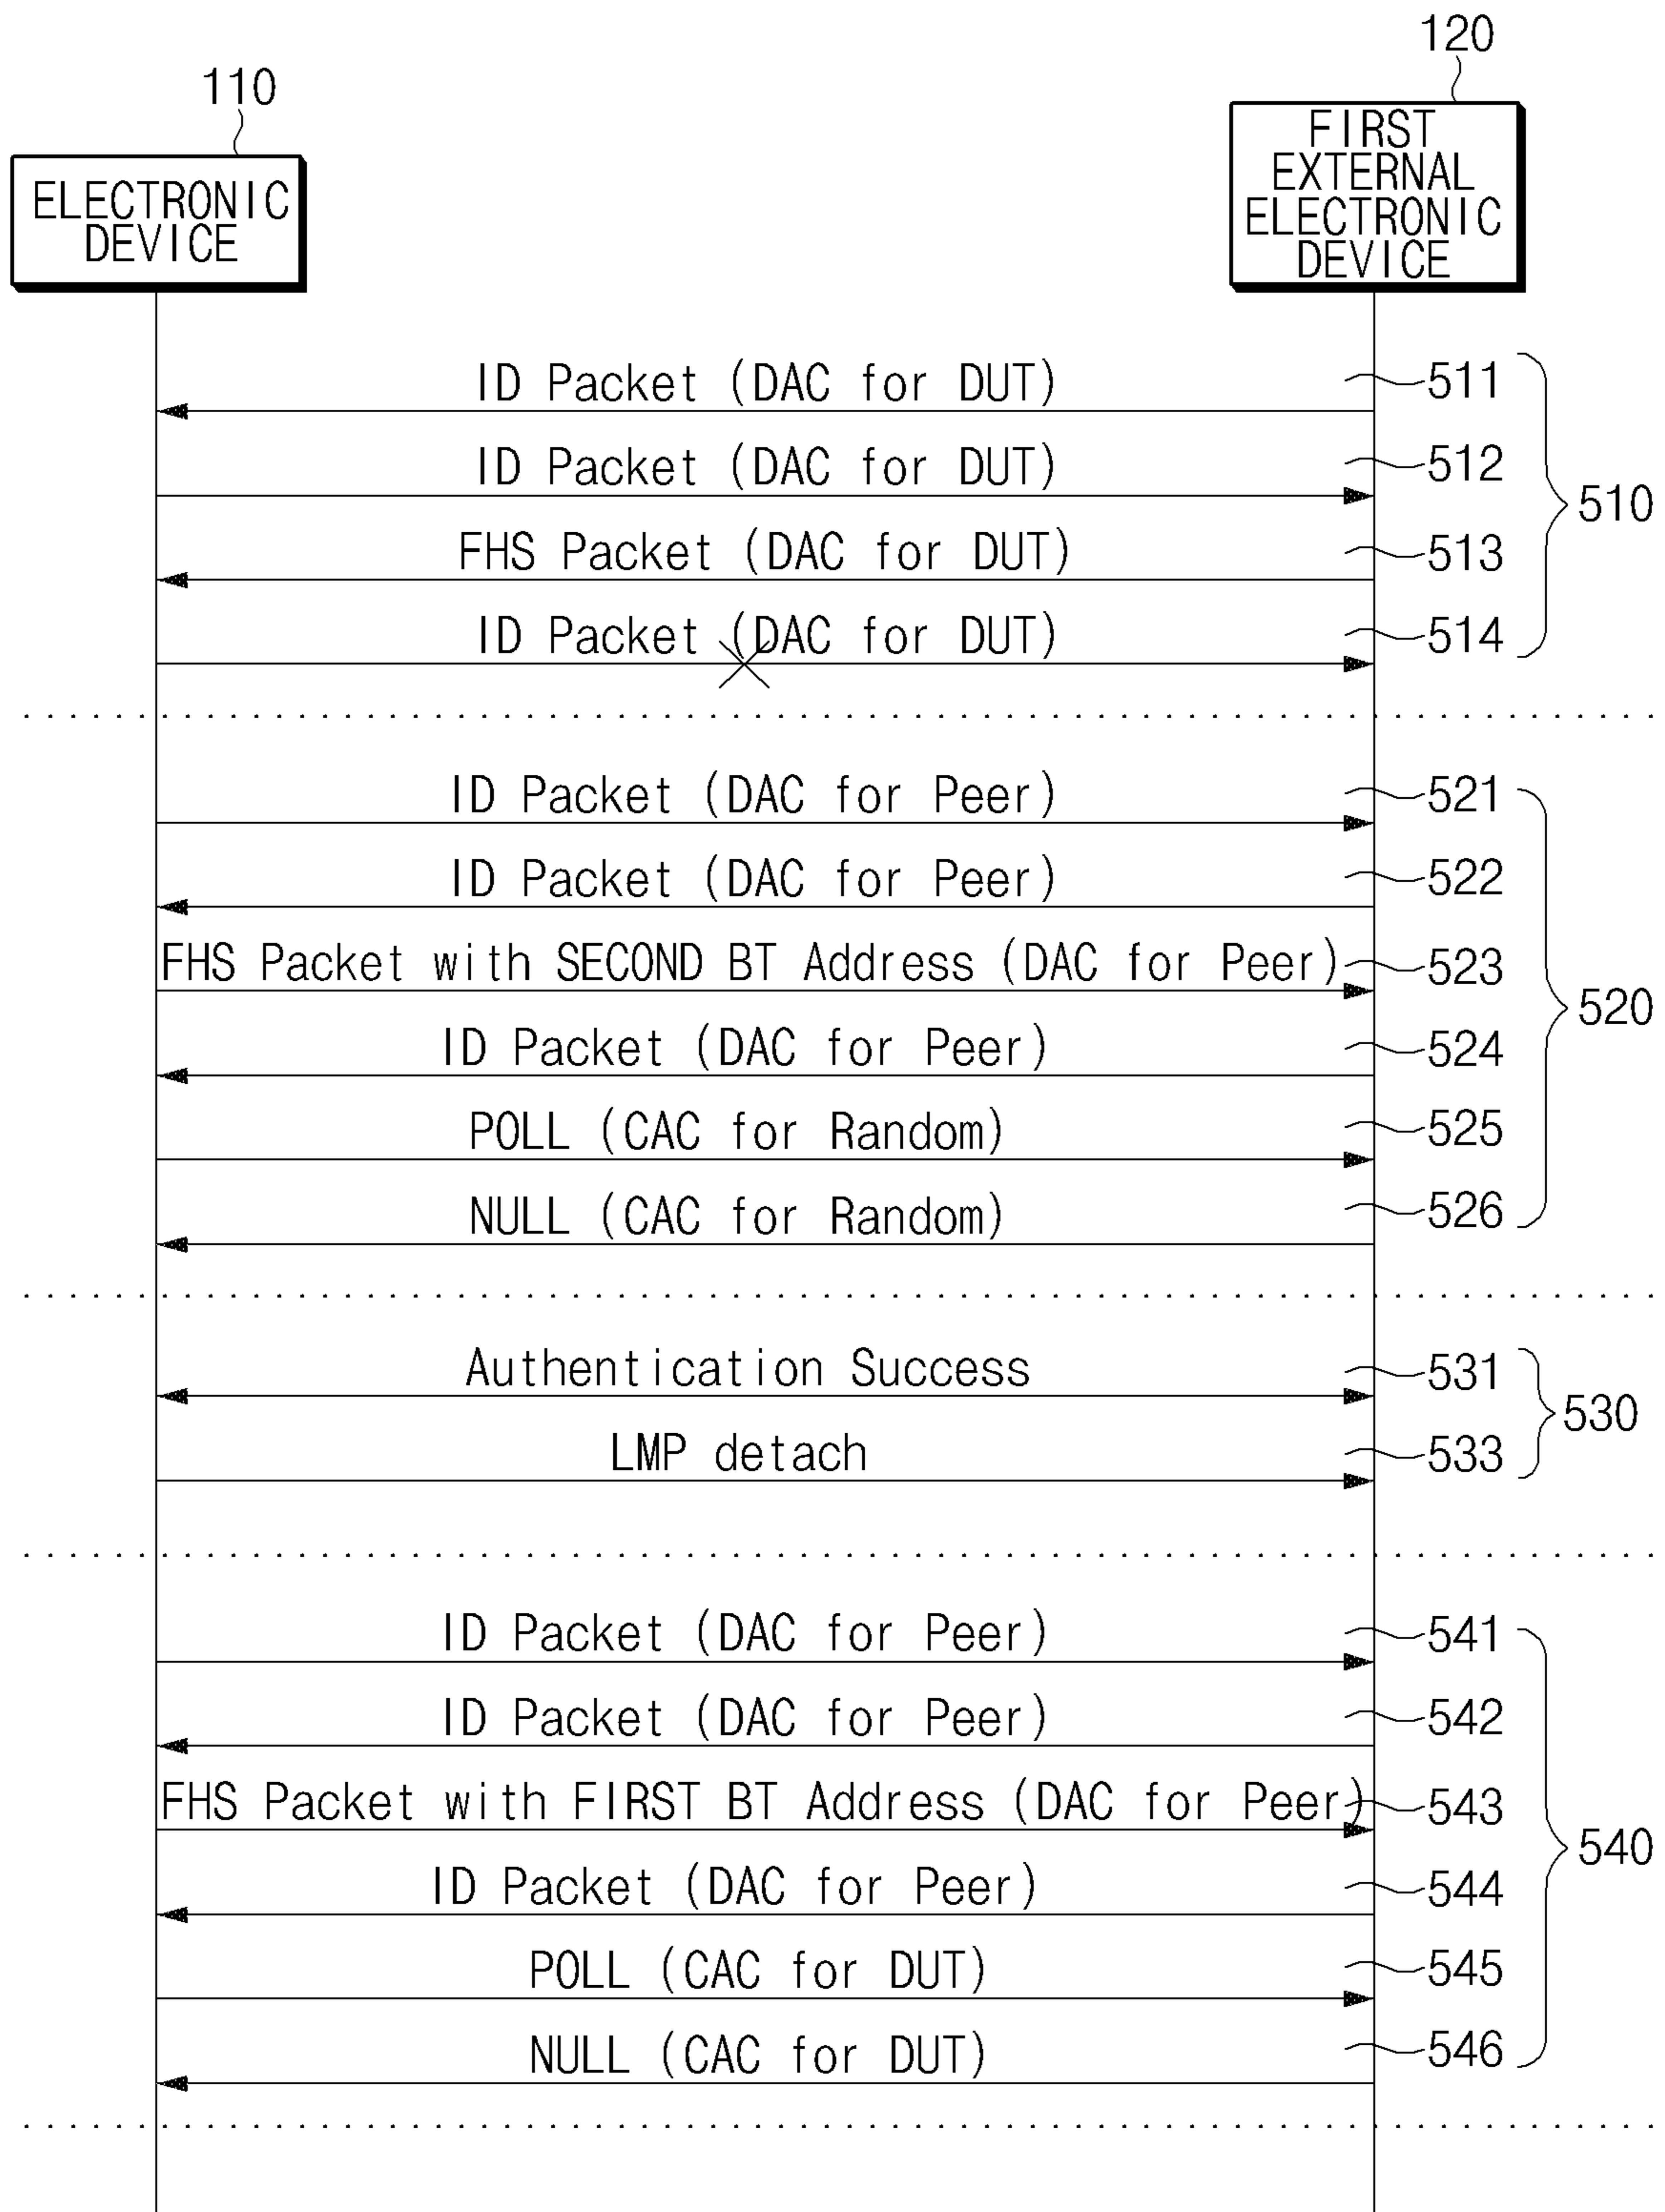 120
110
FIRST
EXTERNAL
ELECTRONIC
DEVICE
ELECTRONIC
DEVICE
ID Packet (DAC for DUT) 511
ID Packet (DAC for DUT) 512
510
FHS Packet (DAC for DUT) 513
ID Packet (DAC for DUT) 514
ID Packet (DAC for Peer) 521
ID Packet (DAC for Peer) 522
FHS Packet with SECOND BT Address (DAC for Peer) 523
520
ID Packet (DAC for Peer) 524
POLL (CAC for Random) 525
NULL (CAC for Random) 526
Authentication Success 531
530
LMP detach 533
ID Packet (DAC for Peer) 541
ID Packet (DAC for Peer) 542
FHS Packet with FIRST BT Address (DAC for Peer) 543
540
ID Packet (DAC for Peer) 544
POLL (CAC for DUT) 545
NULL (CAC for DUT) 546